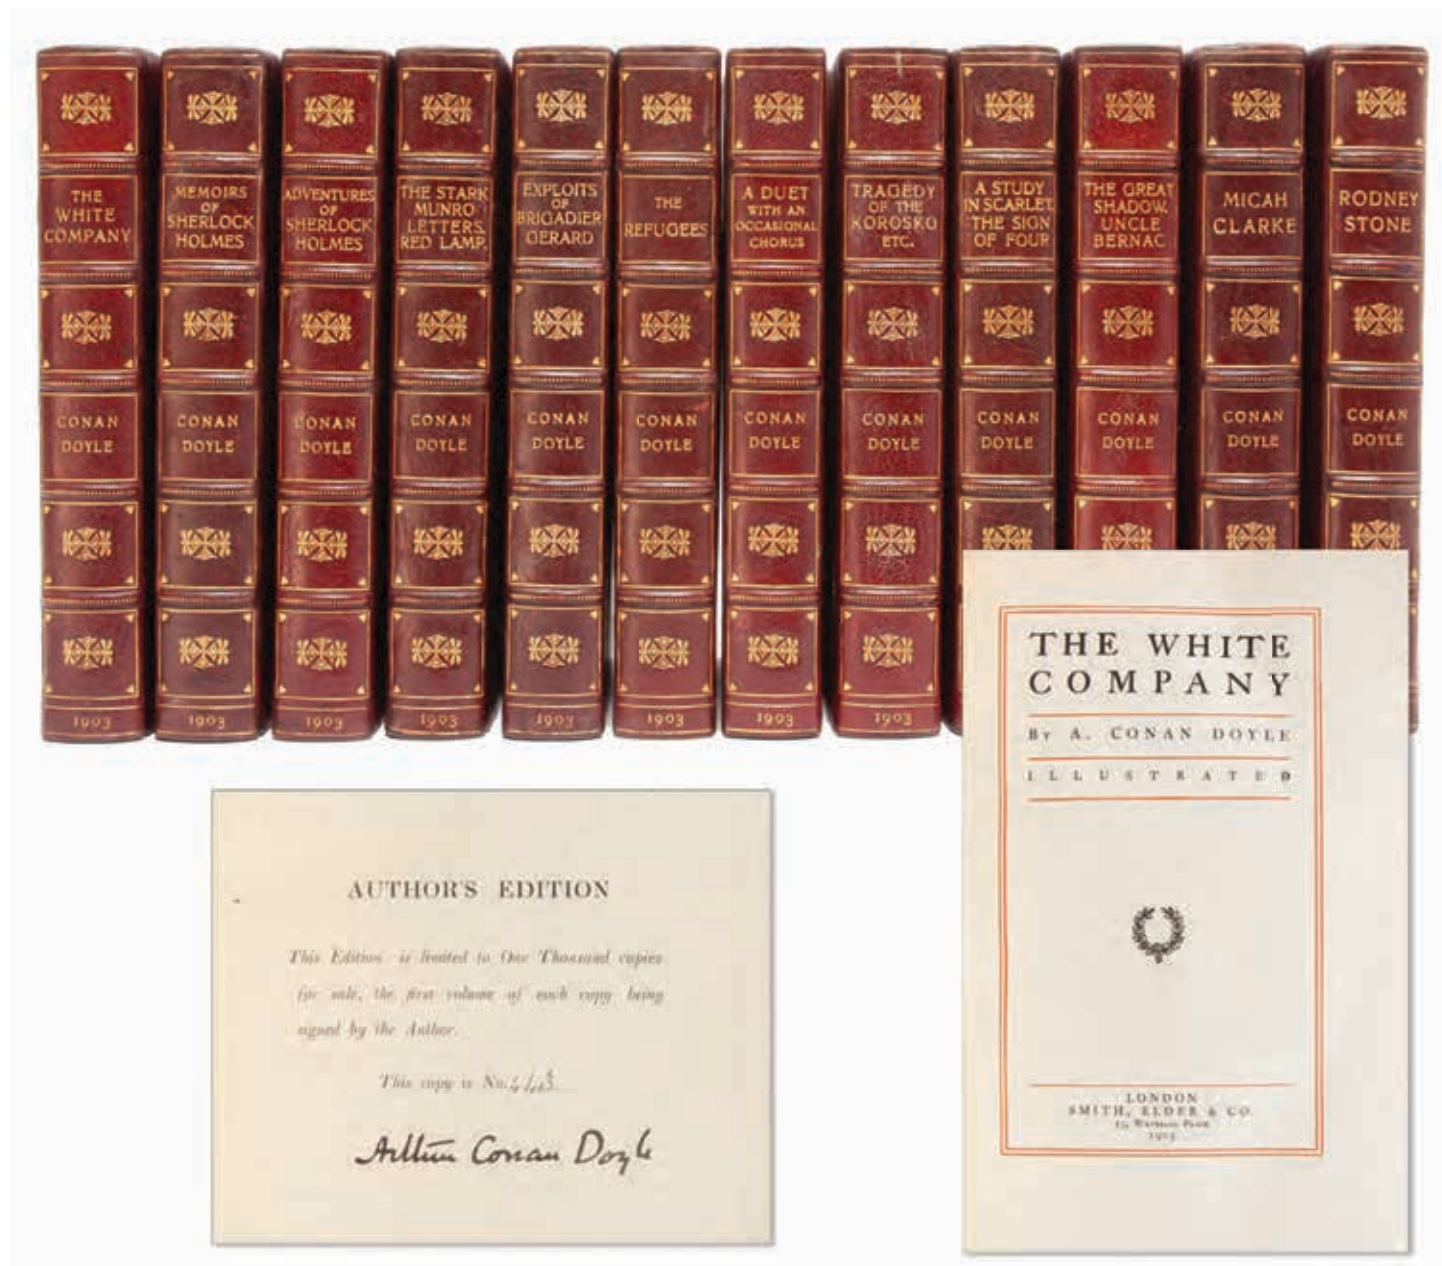 THE
WHITE
COMPANY
CONAN
DOYLE
1903
MEMOIRS
OF
SHERLOCK
HOLMES
CONAN
DOYLE
1903
ADVENTURES
OF
SHERLOCK
HOLMES
CONAN
DOYLE
1903
THE STARK
MUNRO
LETTERS,
RED LAMP.
CONAN
DOYLE
1903
EXPLOITS
OF
BRIGADIER
GERARD
CONAN
DOYLE
1903
THE
REFUGEES
CONAN
DOYLE
1903
A DUET
WITH AN
OCCASIONAL
CHORUS
CONAN
DOYLE
1903
TRAGEDY
OF THE
KOROSKO
ETC.
CONAN
DOYLE
1903
A STUDY
IN SCARLET
THE SIGN
OF FOUR
CONAN
DOYLE
THE GREAT
SHADOW,
UNCLE
BERNAC
CONAN
DOYLE
MICAH
CLARKE
CONAN
DOYLE
RODNEY
STONE
CONAN
DOYLE
AUTHOR'S EDITION
This Edition is limited to One Thousand copies
for sale, the first volume of each copy being
signed by the Author.
This copy is No.
Arthur Conan Doyle
THE WHITE
COMPANY
By A. CONAN DOYLE
ILLUSTRATED
LONDON
SMITH, ELDER & CO.
15, Waterloo Place
1903